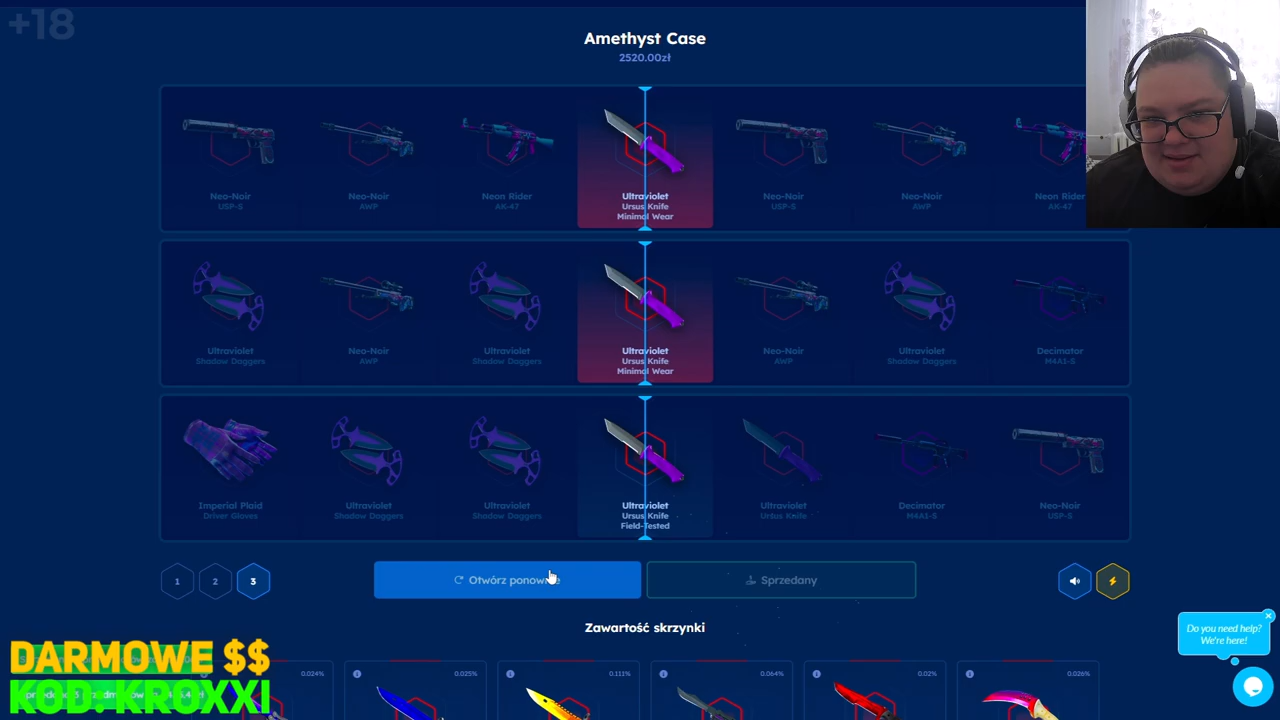 +18
Amethyst Case
2520.00zł
Neo-Noir
USP-S
Neo-Noir
AWP
Neon Rider
AK-47
Ultraviolet
Ursus Knife
Minimal Wear
Neo-Noir
USP-S
Neo-Noir
AWP
Neon Rider
AK-47
Ultraviolet
Shadow Daggers
Neo-Noir
AWP
Ultraviolet
Shadow Daggers
Ultraviolet
Ursus Knife
Minimal Wear
Neo-Noir
AWP
Ultraviolet
Shadow Daggers
Decimator
M4A1-S
Imperial Plaid
Driver Gloves
Ultraviolet
Shadow Daggers
Ultraviolet
Shadow Daggers
Ultraviolet
Ursus Knife
Field-Tested
Ultraviolet
Ursus Knife
Decimator
M4A1-S
Neo-Noir
USP-S
1 2 3
Otwórz ponownie
Sprzedany
Zawartość skrzynki
Do you need help?
We're here!
0.024%
0.025%
0.111%
0.064%
0.02%
0.026%
DARMOWE $$
KOD: KROXXI